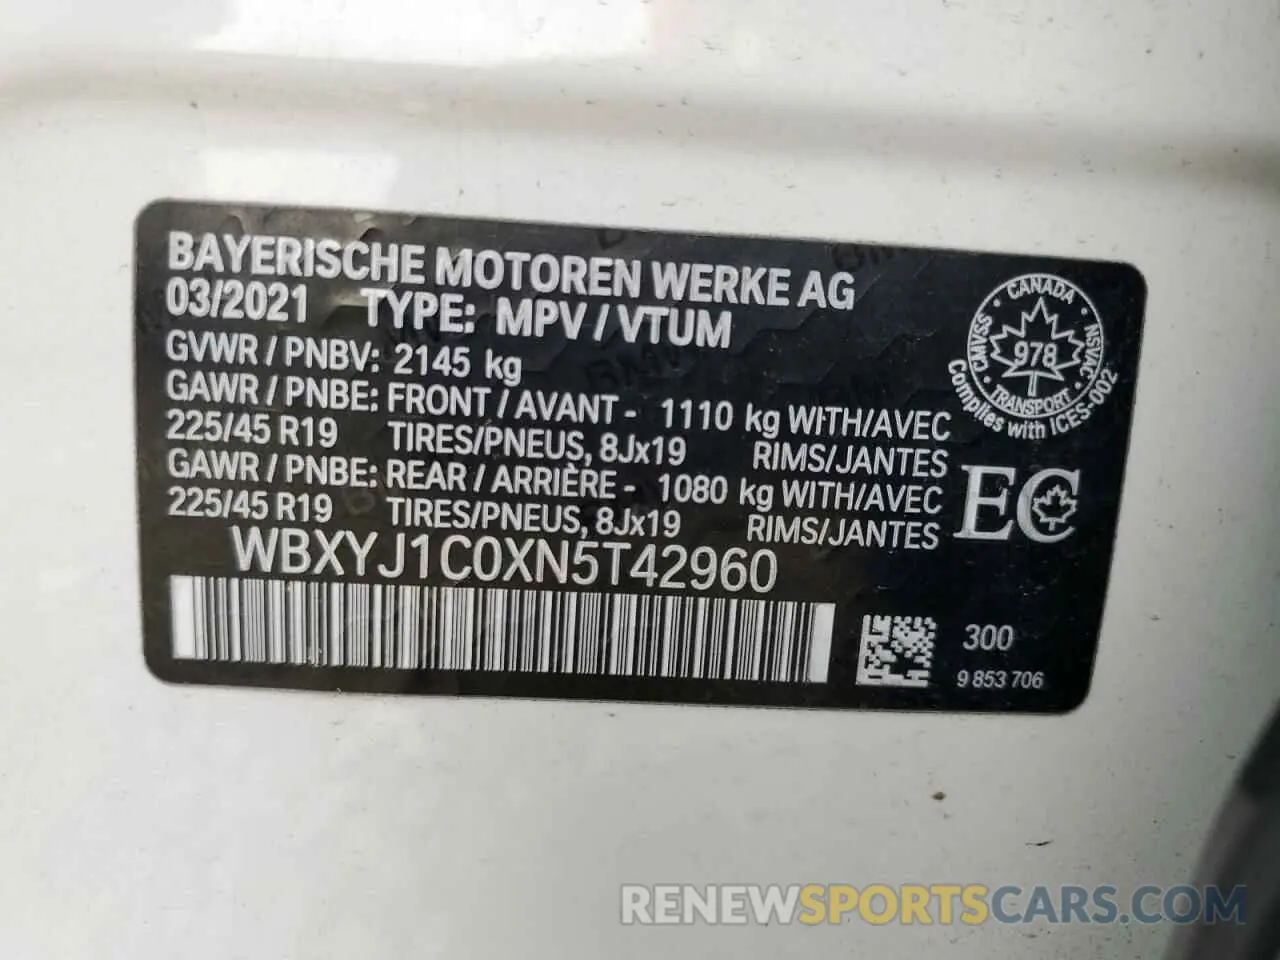 BAYERISCHE MOTOREN WERKE AG
03/2021 TYPE: MPV / VTUM
GVWR / PNBV: 2145 kg
GAWR / PNBE: FRONT / AVANT - 1110 kg WITH/AVEC
225/45 R19 TIRES/PNEUS, 8Jx19 RIMS/JANTES
GAWR / PNBE: REAR / ARRIÈRE - 1080 kg WITH/AVEC
225/45 R19 TIRES/PNEUS, 8Jx19 RIMS/JANTES
WBXYJ1C0XN5T42960
CANADA
CMVSS
978
NSVAC
TRANSPORT
Complies with ICES-002
EC
300
9 853 706
RENEWSPORTSCARS.COM